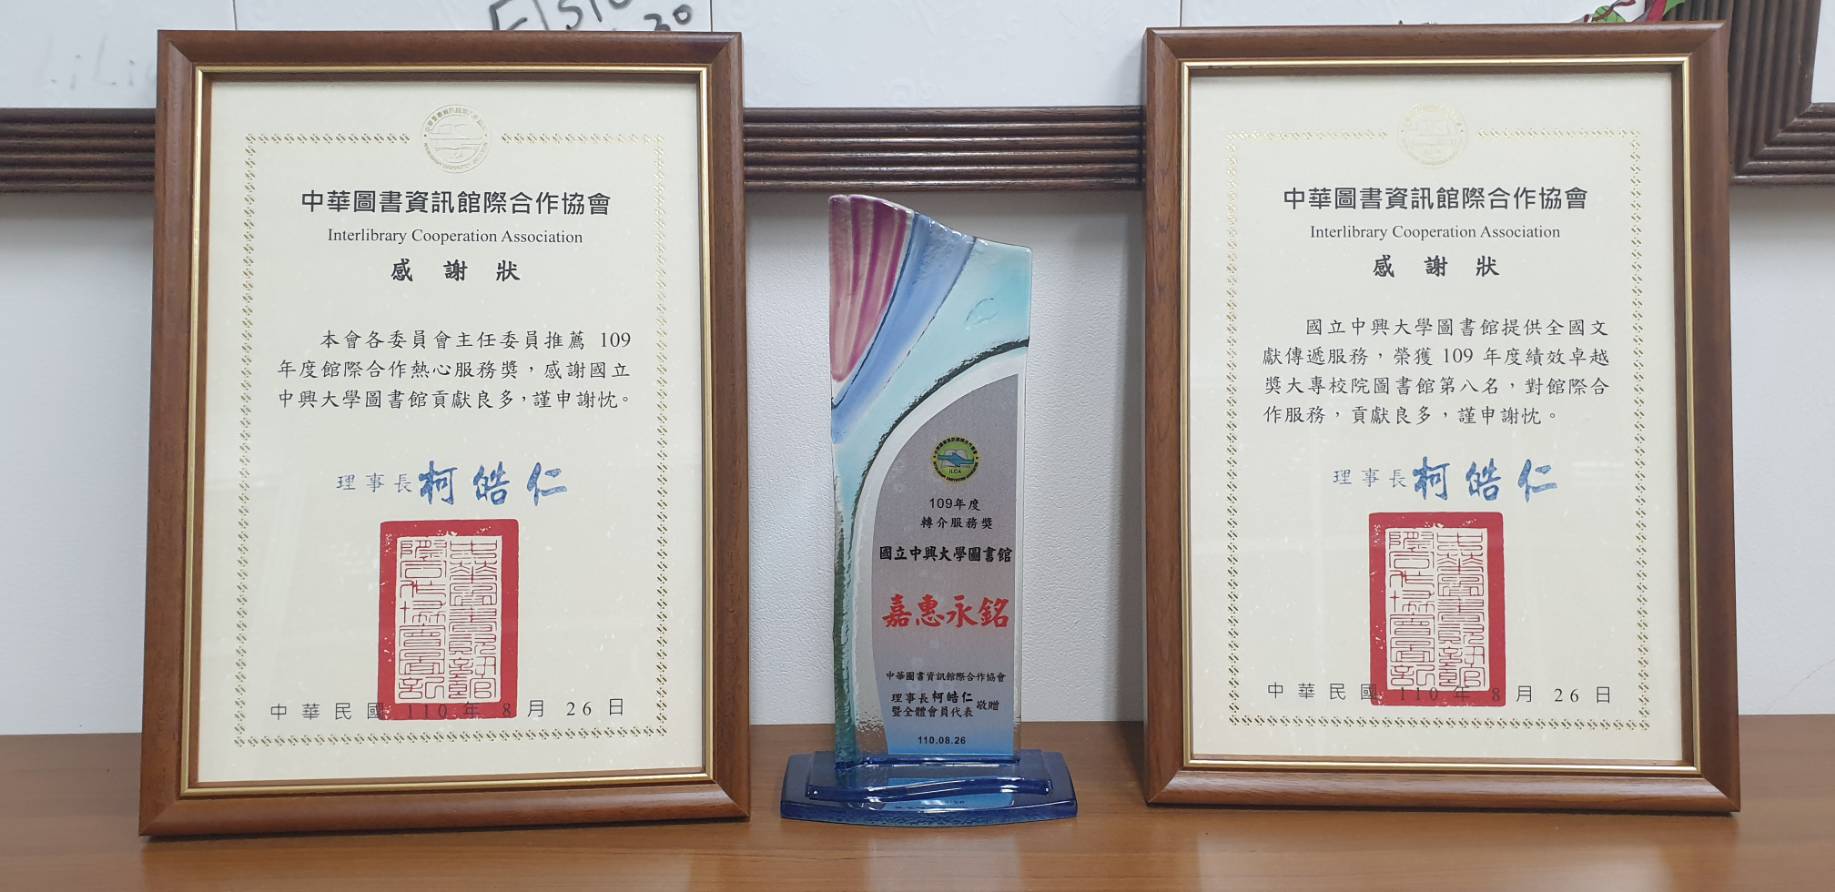 中華圖書資訊館際合作協會
Interlibrary Cooperation Association
感謝狀
本會各委員會主任委員推薦 109
年度館際合作熱心服務獎，感謝國立
中興大學圖書館貢獻良多，謹申謝忱。
理事長柯皓仁
中華民國 110 年 8 月 26 日
109年度
轉介服務獎
國立中興大學圖書館
嘉惠永銘
中華圖書資訊館際合作協會
理事長柯皓仁
暨全體會員代表
敬贈
110.08.26
中華圖書資訊館際合作協會
Interlibrary Cooperation Association
感謝狀
國立中興大學圖書館提供全國文
獻傳遞服務，榮獲 109 年度績效卓越
獎大專校院圖書館第八名，對館際合
作服務，貢獻良多，謹申謝忱。
理事長柯皓仁
中華民國 110 年 8 月 26 日